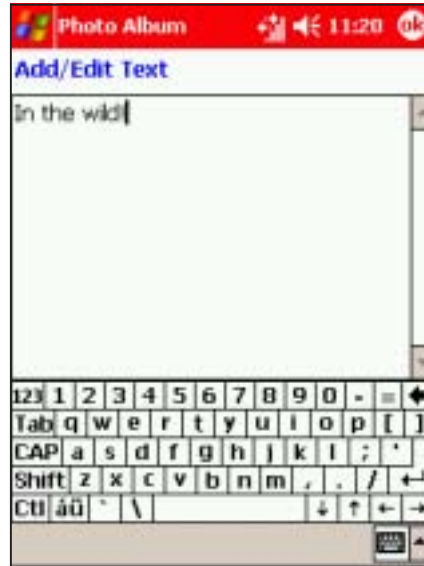 Photo Album 11:20 ok
Add/Edit Text
In the wild!
123 1 2 3 4 5 6 7 8 9 0 - =
Tab q w e r t y u i o p [ ]
CAP a s d f g h j k l ; '
Shift z x c v b n m , . /
Ctl áü ` \